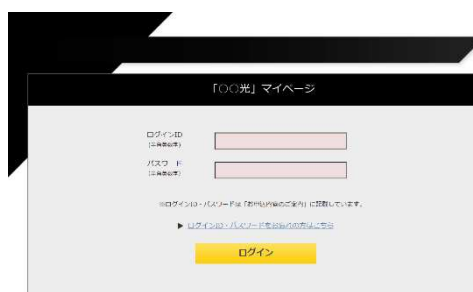 「○○光」マイページ
ログインID
(半角英数字)
パスワード
(半角英数字)
※ログインID・パスワードは「お申込内容のご案内」に記載しています。
▶ ログインID・パスワードをお忘れの方はこちら
ログイン